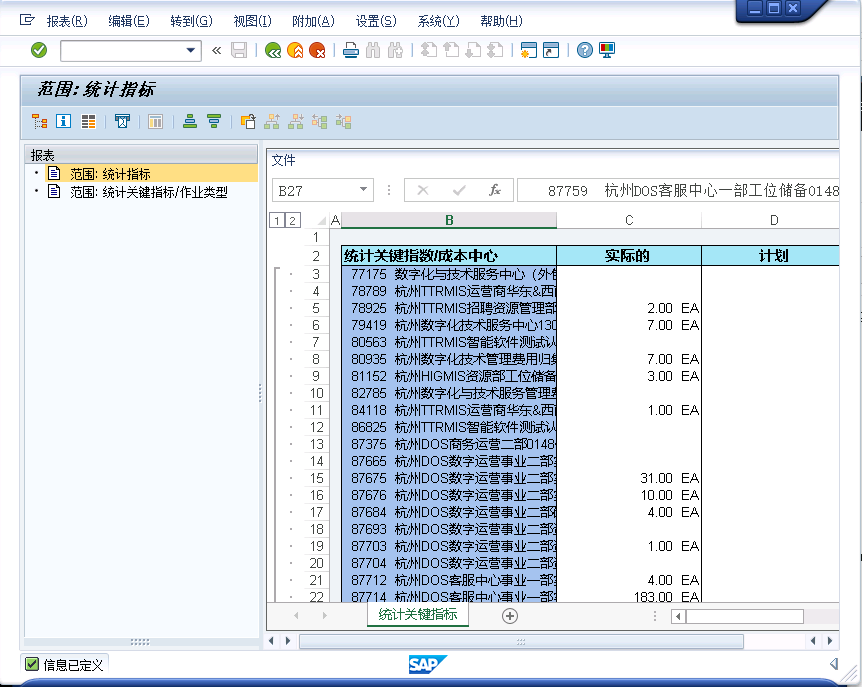 报表(R) 编辑(E) 转到(G) 视图(I) 附加(A) 设置(S) 系统(Y) 帮助(H)
范围: 统计指标
报表
范围: 统计指标
范围: 统计关键指标/作业类型
文件
B27 fx 87759 杭州DOS客服中心一部工位储备0148
1 2 A B C D
1
2 统计关键指数/成本中心 实际的 计划
3 77175 数字化与技术服务中心（外包
4 78789 杭州TTRMIS运营商华东&西南
5 78925 杭州TTRMIS招聘资源管理部 2.00 EA
6 79419 杭州数字化技术服务中心130 7.00 EA
7 80563 杭州TTRMIS智能软件测试认
8 80935 杭州数字化技术管理费用归集 7.00 EA
9 81152 杭州HIGMIS资源部工位储备 3.00 EA
10 82785 杭州数字化与技术服务管理费
11 84118 杭州TTRMIS运营商华东&西南 1.00 EA
12 86825 杭州TTRMIS智能软件测试认
13 87375 杭州DOS商务运营二部0148
14 87665 杭州DOS数字运营事业二部
15 87675 杭州DOS数字运营事业二部 31.00 EA
16 87676 杭州DOS数字运营事业二部 10.00 EA
17 87684 杭州DOS数字运营事业二部 4.00 EA
18 87693 杭州DOS数字运营事业二部
19 87703 杭州DOS数字运营事业二部 1.00 EA
20 87704 杭州DOS数字运营事业二部
21 87712 杭州DOS客服中心事业一部 4.00 EA
22 87714 杭州DOS客服中心事业一部 183.00 EA
统计关键指标
信息已定义
SAP